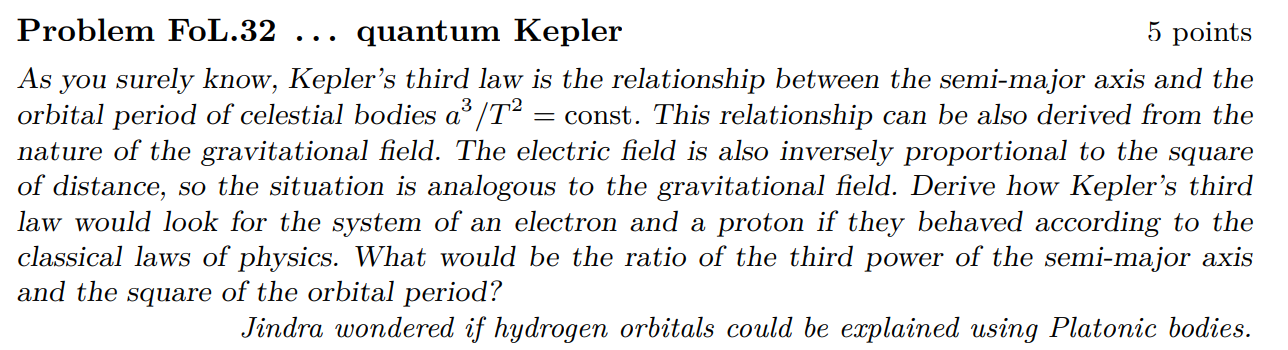 Problem FoL.32 ... quantum Kepler 5 points
As you surely know, Kepler's third law is the relationship between the semi-major axis and the
orbital period of celestial bodies a³/T² = const. This relationship can be also derived from the
nature of the gravitational field. The electric field is also inversely proportional to the square
of distance, so the situation is analogous to the gravitational field. Derive how Kepler's third
law would look for the system of an electron and a proton if they behaved according to the
classical laws of physics. What would be the ratio of the third power of the semi-major axis
and the square of the orbital period?
Jindra wondered if hydrogen orbitals could be explained using Platonic bodies.